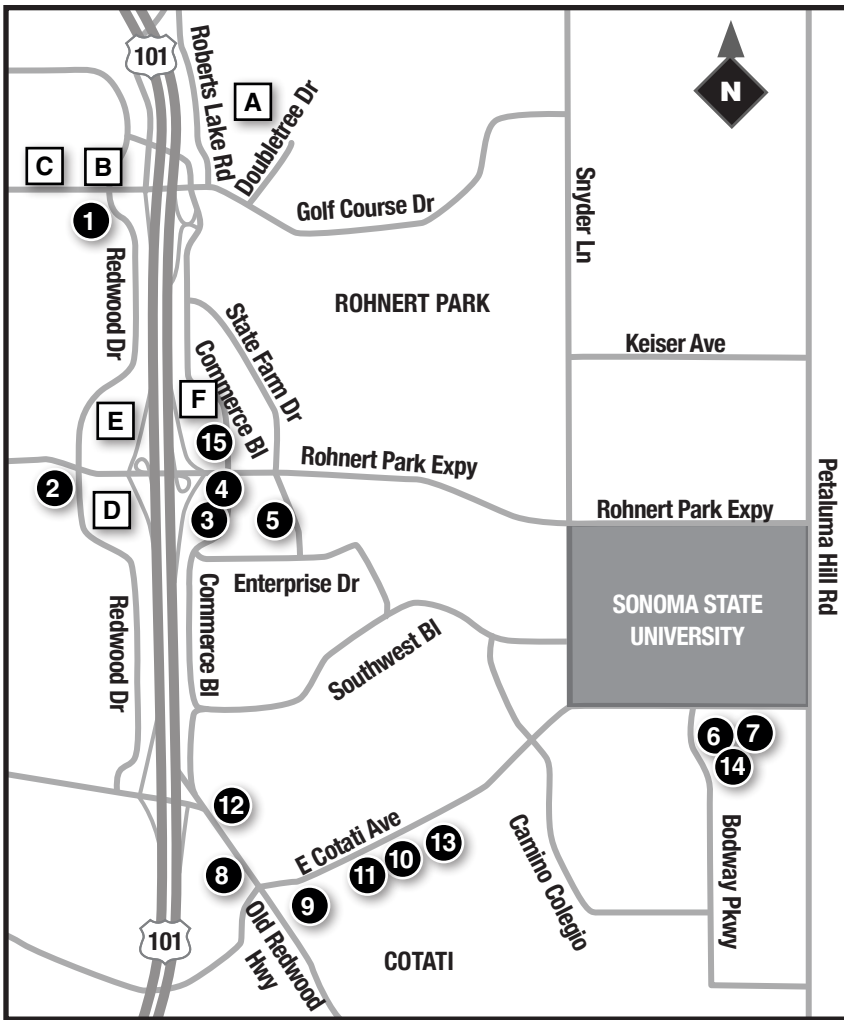 101
Roberts Lake Rd
A
N
Doubletree Dr
C
B
1
Golf Course Dr
Snyder Ln
Redwood Dr
ROHNERT PARK
State Farm Dr
Keiser Ave
Commerce Bl
F
E
15
Rohnert Park Expy
Petaluma Hill Rd
2
4
D
3
5
Rohnert Park Expy
Enterprise Dr
SONOMA STATE
UNIVERSITY
Redwood Dr
Commerce Bl
Southwest Bl
6
7
14
12
E Cotati Ave
13
10
11
8
9
Camino Colegio
Bodway Pkwy
Old Redwood
Hwy
101
COTATI